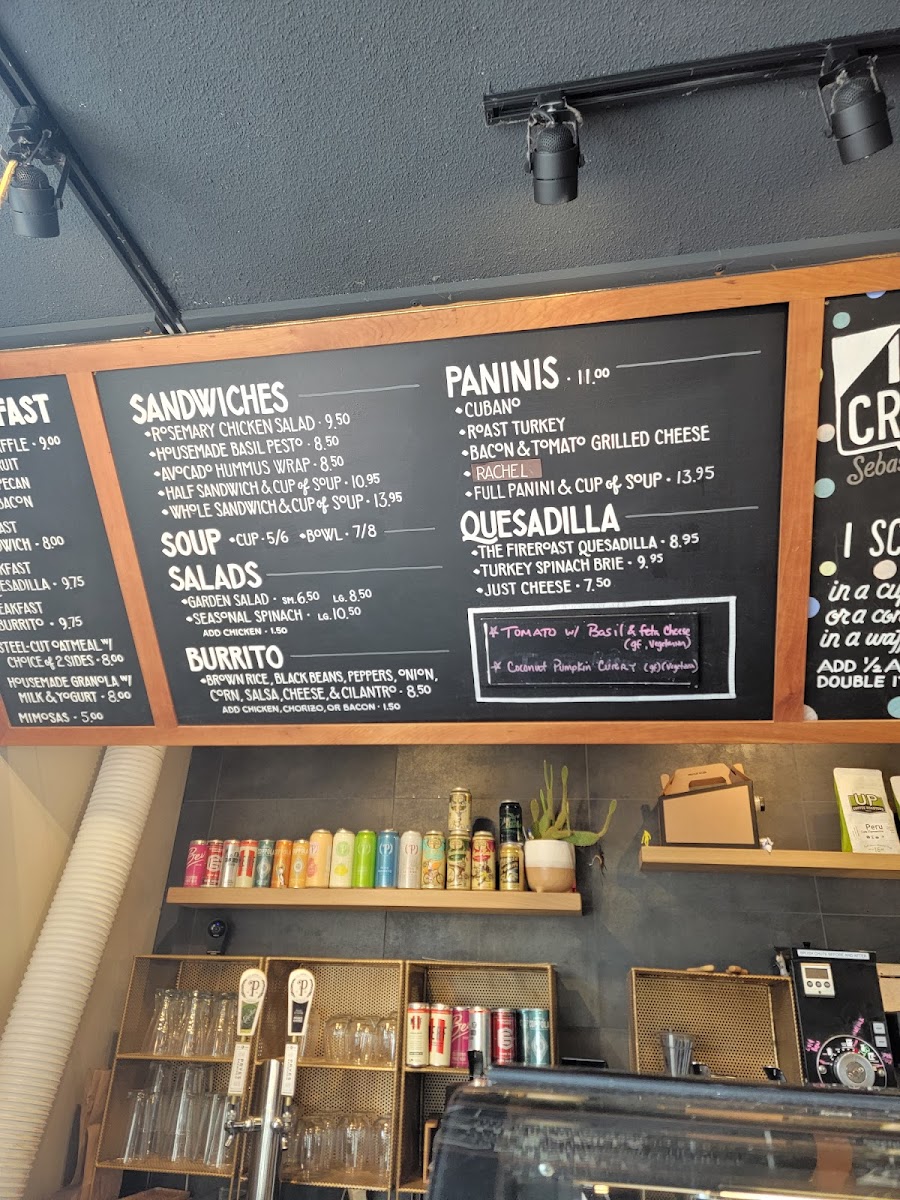 FAST
FFLE • 9.00
RUIT
PECAN
BACON
AST
DWICH • 8.00
KFAST
ESADILLA • 9.75
EAKFAST
BURRITO • 9.75
STEEL-CUT OATMEAL W/
CHOICE of 2 SIDES • 8.00
HOUSEMADE GRANOLA W/
MILK & YOGURT • 8.00
MIMOSAS • 5.00
SANDWICHES
•ROSEMARY CHICKEN SALAD • 9.50
•HOUSEMADE BASIL PESTO • 8.50
•AVOCADO HUMMUS WRAP • 8.50
•HALF SANDWICH & CUP of SOUP • 10.95
•WHOLE SANDWICH & CUP of SOUP • 13.95
SOUP •CUP • 5/6 •BOWL • 7/8
SALADS
•GARDEN SALAD • SM. 6.50 LG. 8.50
•SEASONAL SPINACH • LG. 10.50
ADD CHICKEN • 1.50
BURRITO
•BROWN RICE, BLACK BEANS, PEPPERS, ONION,
CORN, SALSA, CHEESE, & CILANTRO • 8.50
ADD CHICKEN, CHORIZO, OR BACON • 1.50
PANINIS • 11.00
•CUBANO
•ROAST TURKEY
•BACON & TOMATO GRILLED CHEESE
• RACHEL
•FULL PANINI & CUP of SOUP • 13.95
QUESADILLA
•THE FIREROAST QUESADILLA • 8.95
•TURKEY SPINACH BRIE • 9.95
•JUST CHEESE • 7.50
* TOMATO w/ Basil & feta Cheese
(gf, Vegetarian)
* Coconut Pumpkin Curry (gf)(Vegetarian)
CR
Sebas
I SC
in a cu
or a con
in a waf
ADD ½ A
DOUBLE IT
UP
Peru
P
P